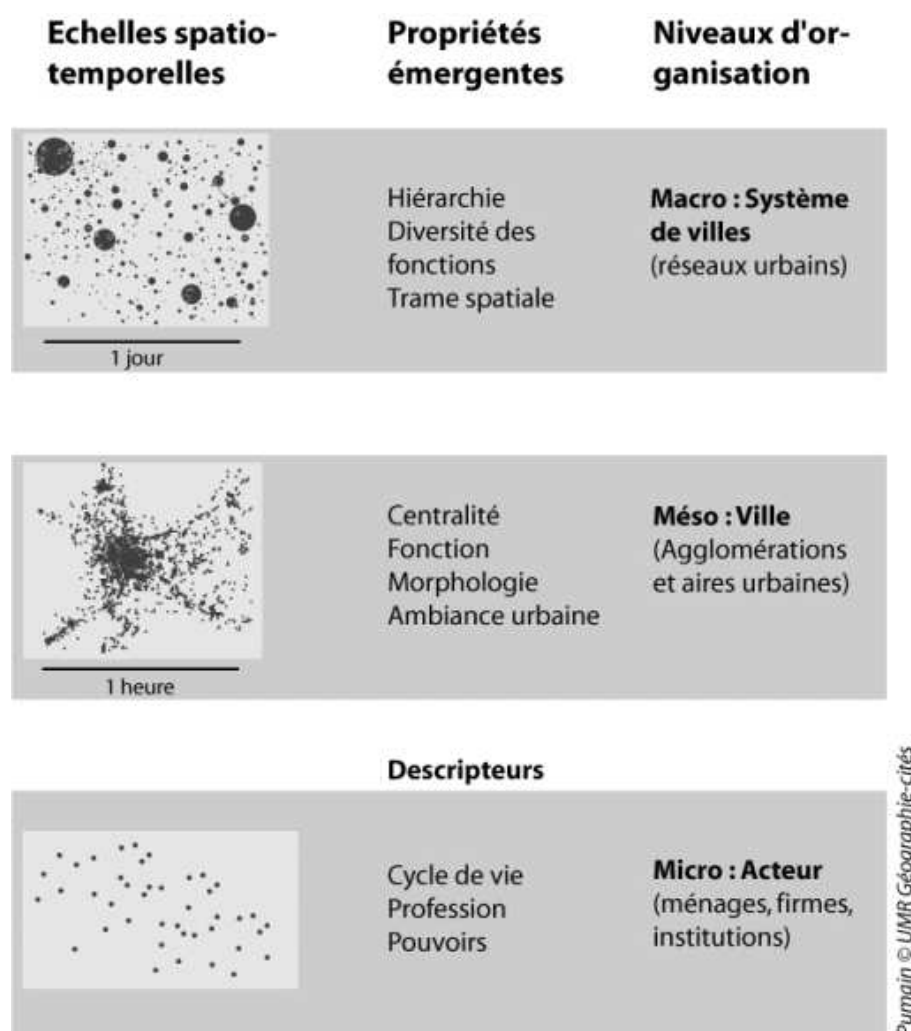 Echelles spatio-
temporelles
Propriétés
émergentes
Niveaux d'or-
ganisation
1 jour
Hiérarchie
Diversité des
fonctions
Trame spatiale
Macro : Système
de villes
(réseaux urbains)
1 heure
Centralité
Fonction
Morphologie
Ambiance urbaine
Méso : Ville
(Agglomérations
et aires urbaines)
Descripteurs
Cycle de vie
Profession
Pouvoirs
Micro : Acteur
(ménages, firmes,
institutions)
Pumain © UMR Géographie-cités